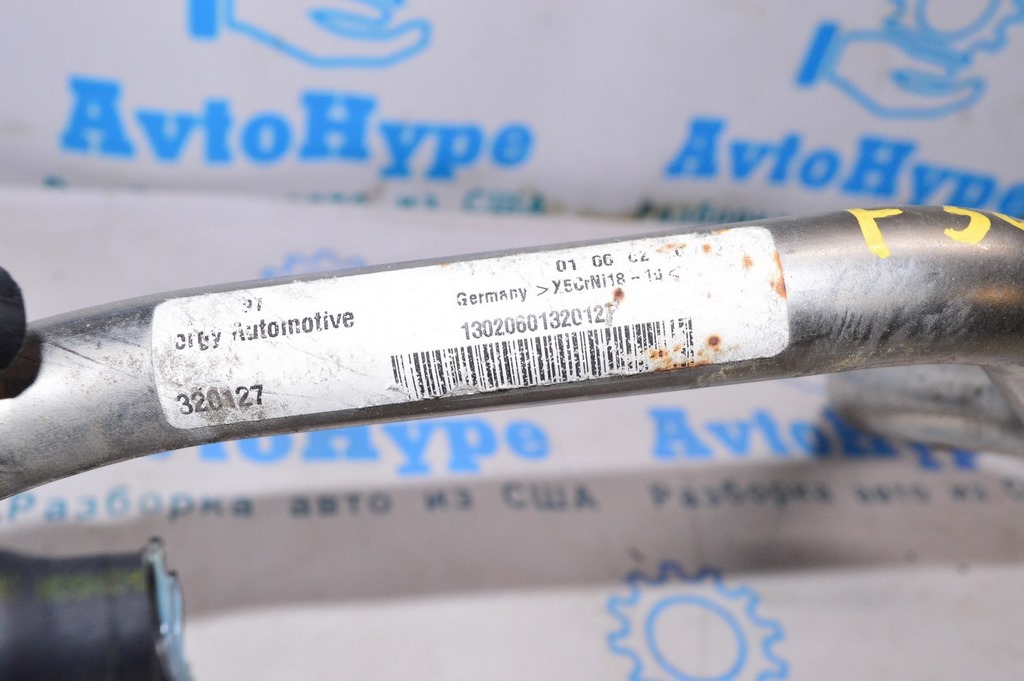 AvtoHype AvtoHype
из США
F
01 06 02
Germany >X5CrNi18-10<
orgy Automotive
13020601320127
320127
AvtoHype AvtoHype
Разборка авто из США Разборка авто из